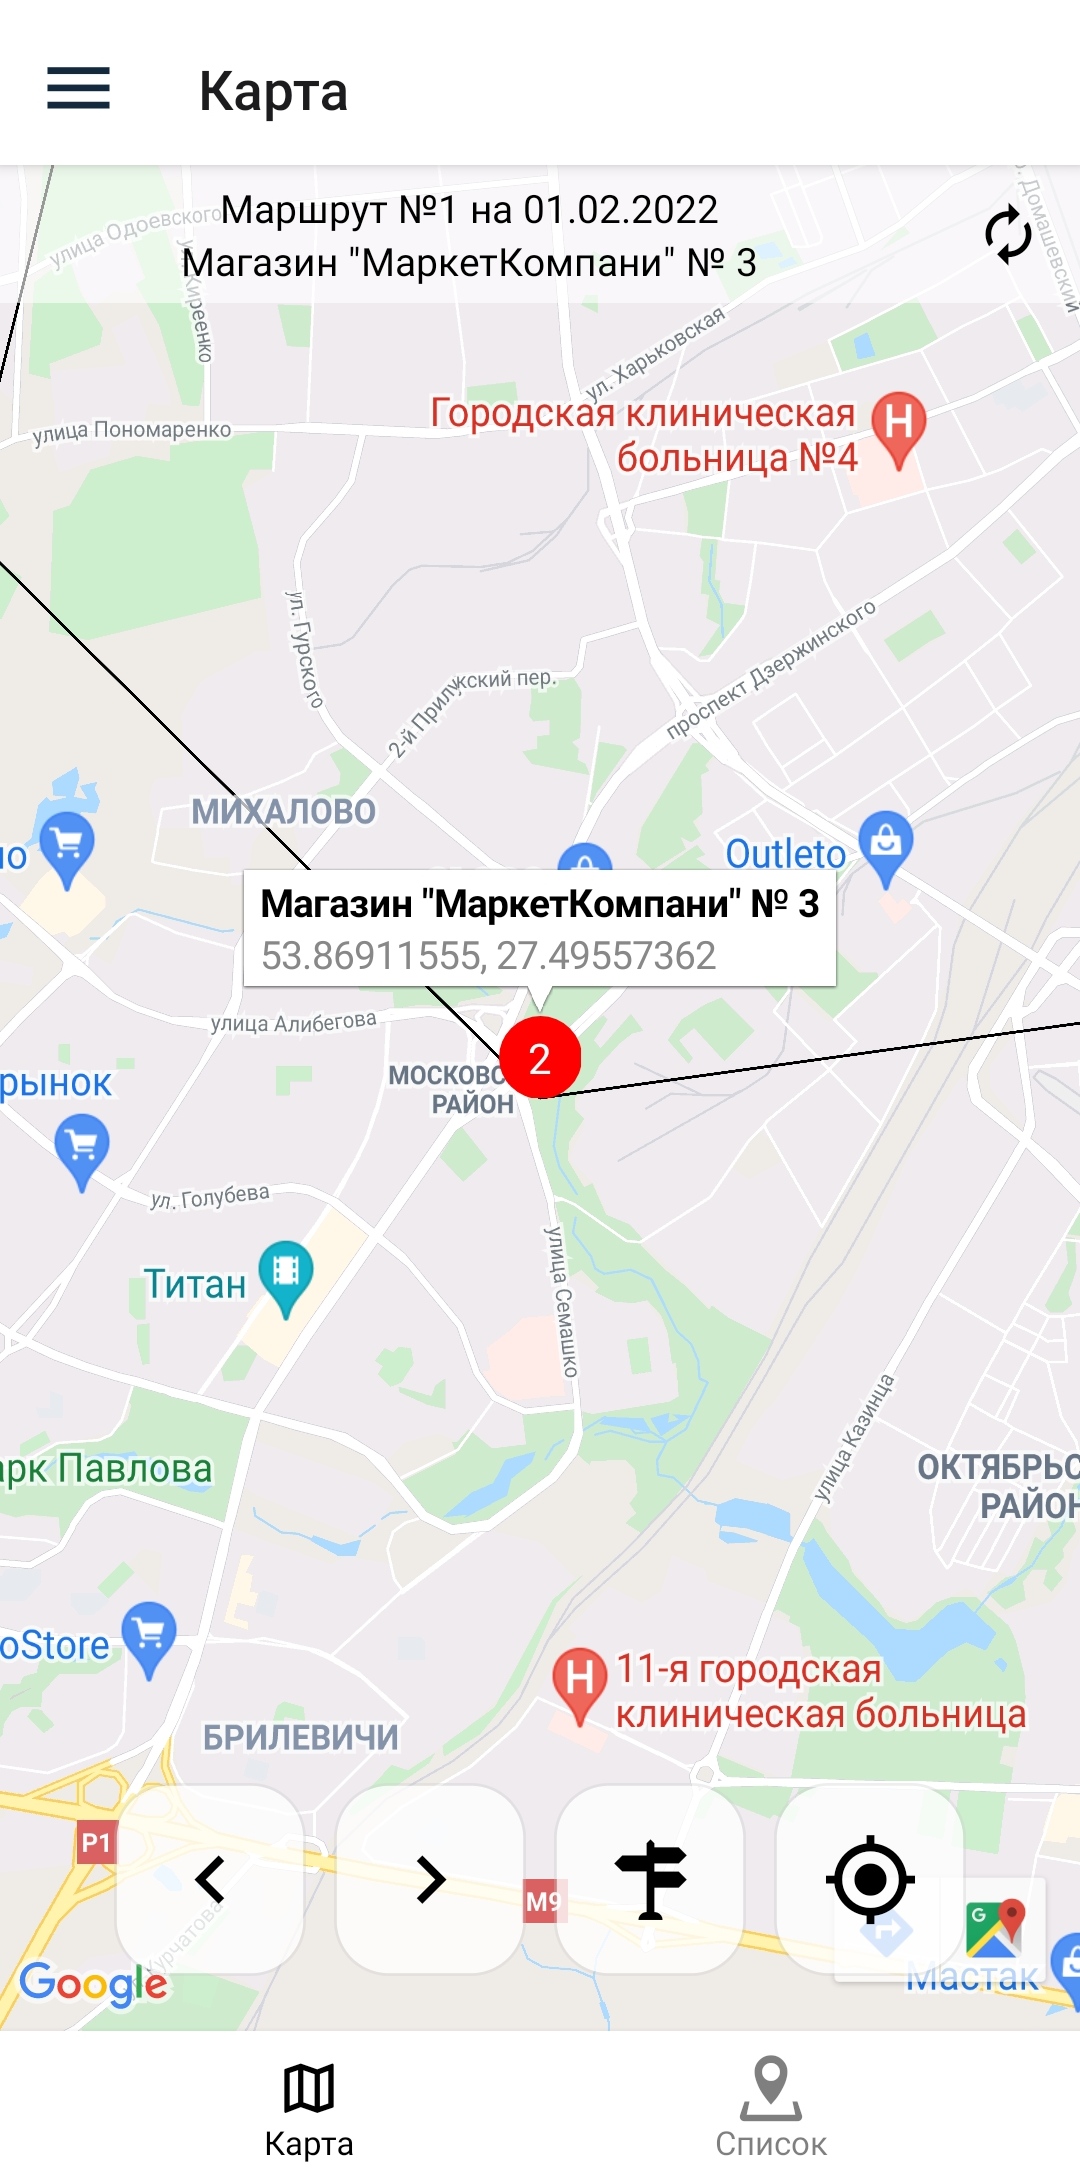 Карта
Маршрут №1 на 01.02.2022
Магазин "МаркетКомпани" № 3
улица Одоевского
Киреенко
Домашевский
ул. Харьковская
Городская клиническая
больница №4
улица Пономаренко
ул. Гурского
проспект Дзержинского
2-й Прилукский пер.
МИХАЛОВО
Outleto
Магазин "МаркетКомпани" № 3
53.86911555, 27.49557362
улица Алибегова
2
МОСКОВС
РАЙОН
рынок
ул. Голубева
Титан
улица Семашко
улица Казинца
арк Павлова
ОКТЯБРЬС
РАЙОН
oStore
11-я городская
клиническая больница
БРИЛЕВИЧИ
P1
M9
Курчатова
Google
Мастак
Карта
Список